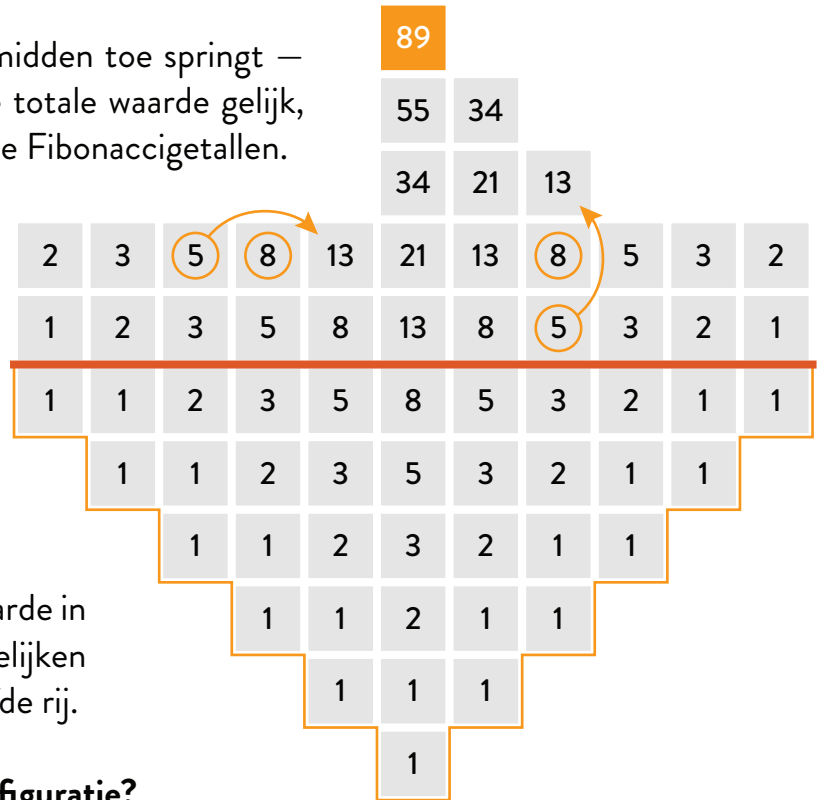 midden toe springt –
totale waarde gelijk,
e Fibonaccigetallen.
89
55 34
34 21 13
2 3 5 8 13 21 13 8 5 3 2
1 2 3 5 8 13 8 5 3 2 1
1 1 2 3 5 8 5 3 2 1 1
1 1 2 3 5 3 2 1 1
1 1 2 3 2 1 1
1 1 2 1 1
1 1 1
1
arde in
elijken
de rij.
figuratie?